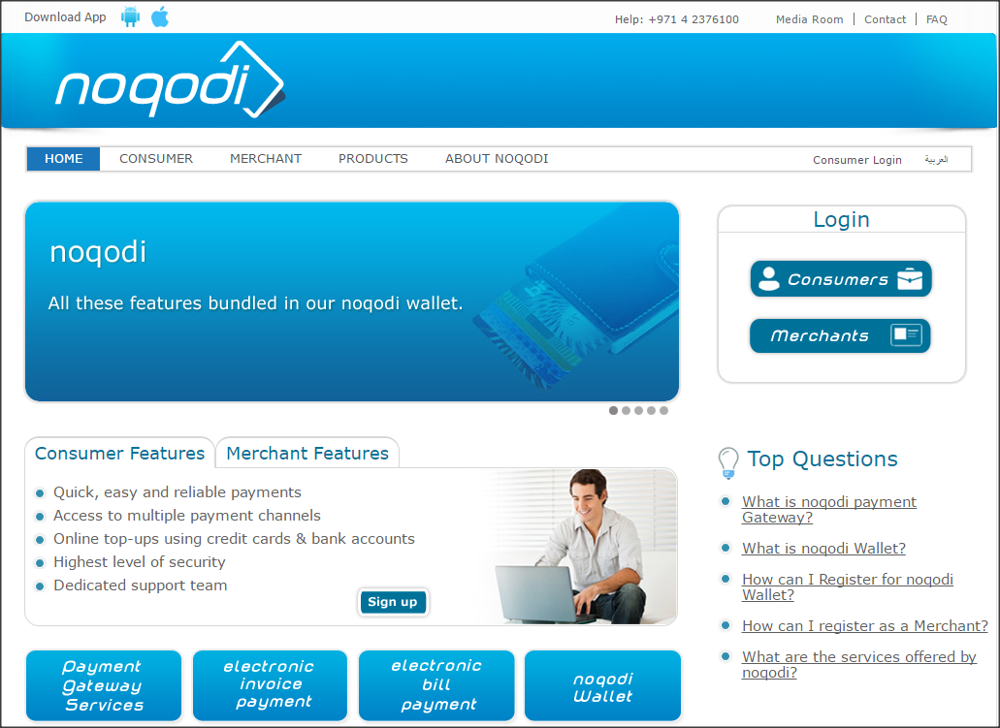 Download App
Help: +971 4 2376100
Media Room | Contact | FAQ
noqodi
HOME CONSUMER MERCHANT PRODUCTS ABOUT NOQODI
Consumer Login العربية
noqodi
All these features bundled in our noqodi wallet.
Login
Consumers
Merchants
Consumer Features
Merchant Features
Quick, easy and reliable payments
Access to multiple payment channels
Online top-ups using credit cards & bank accounts
Highest level of security
Dedicated support team
Sign up
Top Questions
What is noqodi payment
Gateway?
What is noqodi Wallet?
How can I Register for noqodi
Wallet?
How can I register as a Merchant?
What are the services offered by
noqodi?
Payment
Gateway
Services
electronic
invoice
payment
electronic
bill
payment
noqodi
Wallet